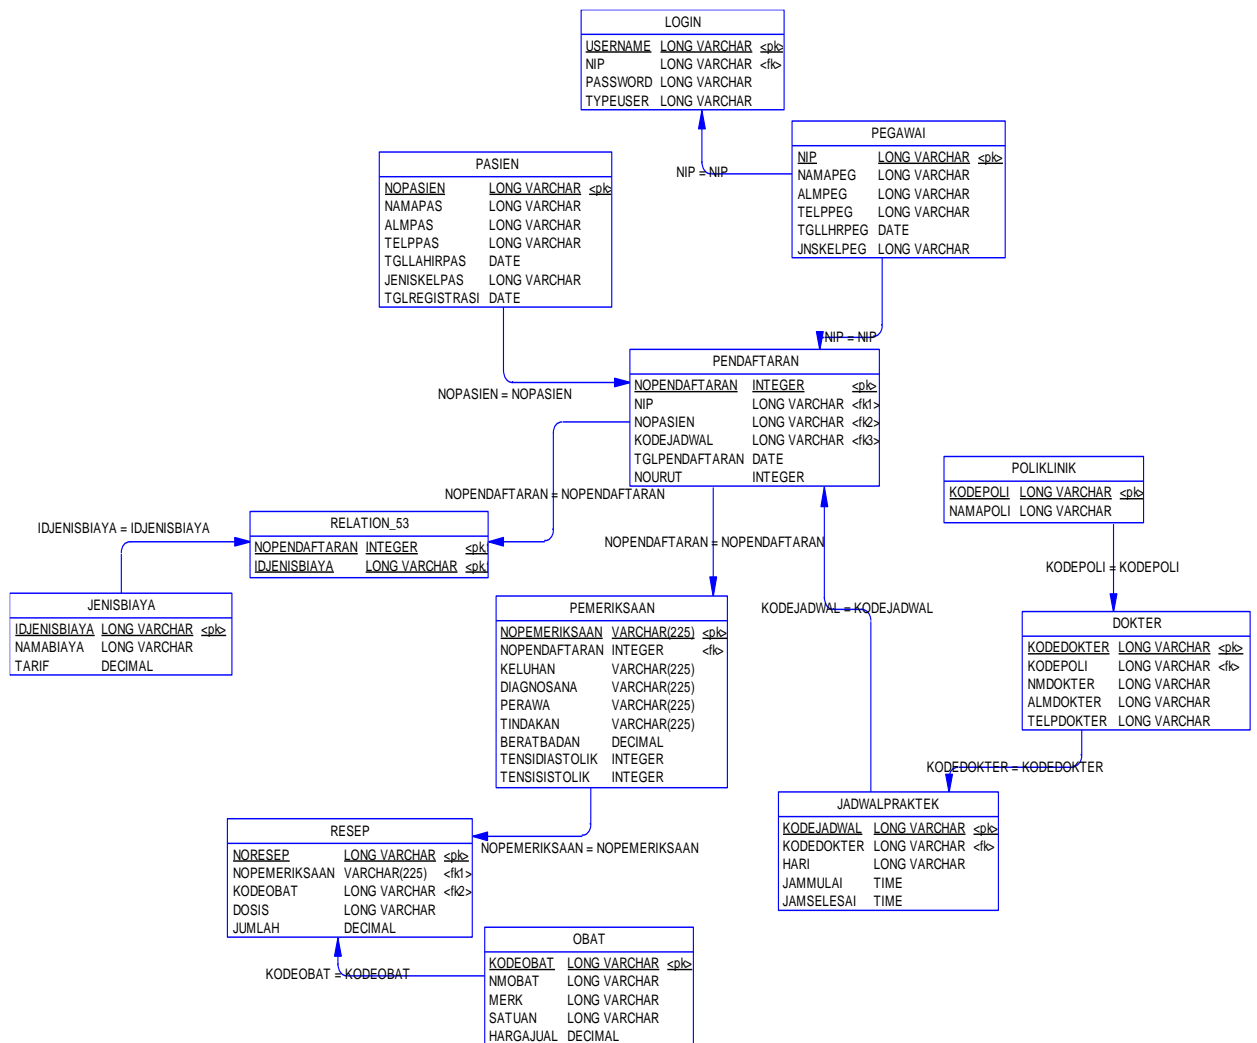 LOGIN
USERNAME LONG VARCHAR <pk>
NIP LONG VARCHAR <fk>
PASSWORD LONG VARCHAR
TYPEUSER LONG VARCHAR
PEGAWAI
NIP LONG VARCHAR <pk>
NAMAPEG LONG VARCHAR
ALMPEG LONG VARCHAR
TELPPEG LONG VARCHAR
TGLLHRPEG DATE
JNSKELPEG LONG VARCHAR
NIP = NIP
PASIEN
NOPASIEN LONG VARCHAR <pk>
NAMAPAS LONG VARCHAR
ALMPAS LONG VARCHAR
TELPPAS LONG VARCHAR
TGLLAHIRPAS DATE
JENISKELPAS LONG VARCHAR
TGLREGISTRASI DATE
NIP = NIP
NOPASIEN = NOPASIEN
PENDAFTARAN
NOPENDAFTARAN INTEGER <pk>
NIP LONG VARCHAR <fk1>
NOPASIEN LONG VARCHAR <fk2>
KODEJADWAL LONG VARCHAR <fk3>
TGLPENDAFTARAN DATE
NOURUT INTEGER
POLIKLINIK
KODEPOLI LONG VARCHAR <pk>
NAMAPOLI LONG VARCHAR
NOPENDAFTARAN = NOPENDAFTARAN
IDJENISBIAYA = IDJENISBIAYA
RELATION_53
NOPENDAFTARAN INTEGER <pk,
IDJENISBIAYA LONG VARCHAR <pk,
NOPENDAFTARAN = NOPENDAFTARAN
KODEPOLI = KODEPOLI
JENISBIAYA
IDJENISBIAYA LONG VARCHAR <pk>
NAMABIAYA LONG VARCHAR
TARIF DECIMAL
PEMERIKSAAN
NOPEMERIKSAAN VARCHAR(225) <pk>
NOPENDAFTARAN INTEGER <fk>
KELUHAN VARCHAR(225)
DIAGNOSANA VARCHAR(225)
PERAWA VARCHAR(225)
TINDAKAN VARCHAR(225)
BERATBADAN DECIMAL
TENSIDIASTOLIK INTEGER
TENSISISTOLIK INTEGER
KODEJADWAL = KODEJADWAL
DOKTER
KODEDOKTER LONG VARCHAR <pk>
KODEPOLI LONG VARCHAR <fk>
NMDOKTER LONG VARCHAR
ALMDOKTER LONG VARCHAR
TELPDOKTER LONG VARCHAR
KODEDOKTER = KODEDOKTER
JADWALPRAKTEK
KODEJADWAL LONG VARCHAR <pk>
KODEDOKTER LONG VARCHAR <fk>
HARI LONG VARCHAR
JAMMULAI TIME
JAMSELESAI TIME
RESEP
NORESEP LONG VARCHAR <pk>
NOPEMERIKSAAN VARCHAR(225) <fk1>
KODEOBAT LONG VARCHAR <fk2>
DOSIS LONG VARCHAR
JUMLAH DECIMAL
NOPEMERIKSAAN = NOPEMERIKSAAN
KODEOBAT = KODEOBAT
OBAT
KODEOBAT LONG VARCHAR <pk>
NMOBAT LONG VARCHAR
MERK LONG VARCHAR
SATUAN LONG VARCHAR
HARGAJUAL DECIMAL